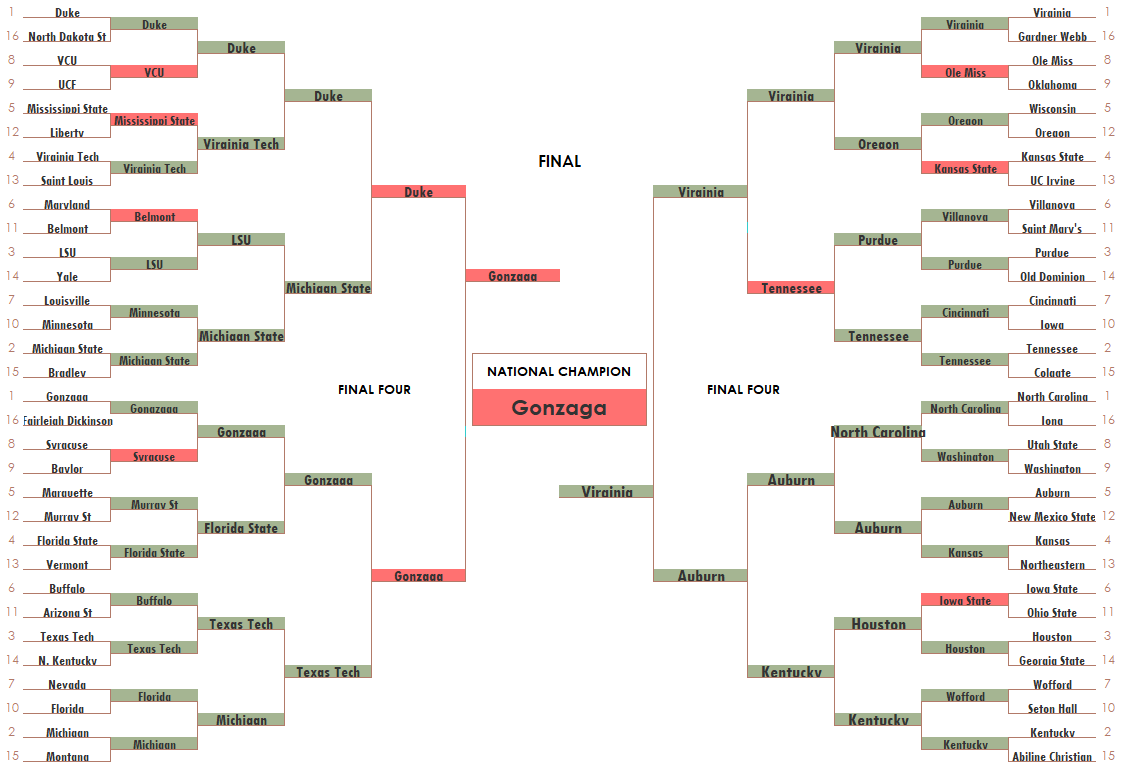 1 Duke
16 North Dakota St
8 VCU
9 UCF
5 Mississippi State
12 Liberty
4 Virginia Tech
13 Saint Louis
6 Maryland
11 Belmont
3 LSU
14 Yale
7 Louisville
10 Minnesota
2 Michigan State
15 Bradley
1 Gonzaga
16 Fairleigh Dickinson
8 Syracuse
9 Baylor
5 Marquette
12 Murray St
4 Florida State
13 Vermont
6 Buffalo
11 Arizona St
3 Texas Tech
14 N. Kentucky
7 Nevada
10 Florida
2 Michigan
15 Montana
Duke
VCU
Mississippi State
Virginia Tech
Belmont
LSU
Minnesota
Michigan State
Gongzaga
Syracuse
Murray St
Florida State
Buffalo
Texas Tech
Florida
Michigan
Duke
Virginia Tech
LSU
Michigan State
Gonzaga
Florida State
Texas Tech
Michigan
Duke
Michigan State
Gonzaga
Texas Tech
Duke
Gonzaga
FINAL FOUR
Gonzaga
FINAL
NATIONAL CHAMPION
Gonzaga
Virginia
FINAL FOUR
Virginia
Auburn
Virginia
Tennessee
Auburn
Kentucky
Virginia
Oregon
Purdue
Tennessee
North Carolina
Auburn
Houston
Kentucky
Virginia
Ole Miss
Oregon
Kansas State
Villanova
Purdue
Cincinnati
Tennessee
North Carolina
Washington
Auburn
Kansas
Iowa State
Houston
Wofford
Kentucky
Virginia 1
Gardner Webb 16
Ole Miss 8
Oklahoma 9
Wisconsin 5
Oregon 12
Kansas State 4
UC Irvine 13
Villanova 6
Saint Mary's 11
Purdue 3
Old Dominion 14
Cincinnati 7
Iowa 10
Tennessee 2
Colgate 15
North Carolina 1
Iona 16
Utah State 8
Washington 9
Auburn 5
New Mexico State 12
Kansas 4
Northeastern 13
Iowa State 6
Ohio State 11
Houston 3
Georgia State 14
Wofford 7
Seton Hall 10
Kentucky 2
Abiline Christian 15